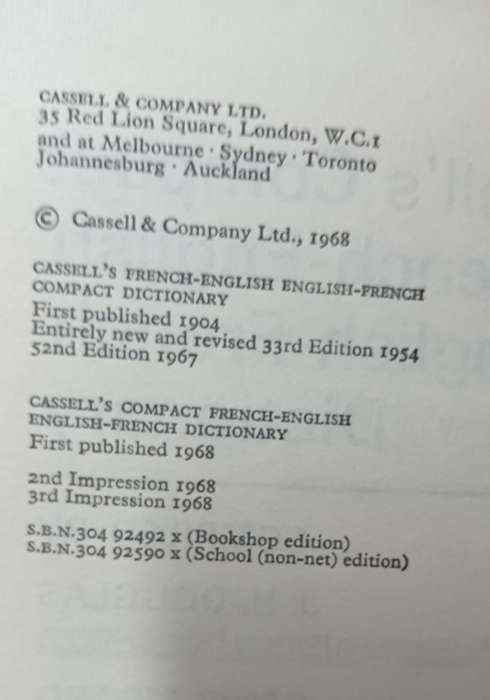 CASSELL & COMPANY LTD.
35 Red Lion Square, London, W.C.1
and at Melbourne · Sydney · Toronto
Johannesburg · Auckland
© Cassell & Company Ltd., 1968
CASSELL'S FRENCH-ENGLISH ENGLISH-FRENCH
COMPACT DICTIONARY
First published 1904
Entirely new and revised 33rd Edition 1954
52nd Edition 1967
CASSELL'S COMPACT FRENCH-ENGLISH
ENGLISH-FRENCH DICTIONARY
First published 1968
2nd Impression 1968
3rd Impression 1968
S.B.N.304 92492 x (Bookshop edition)
S.B.N.304 92590 x (School (non-net) edition)